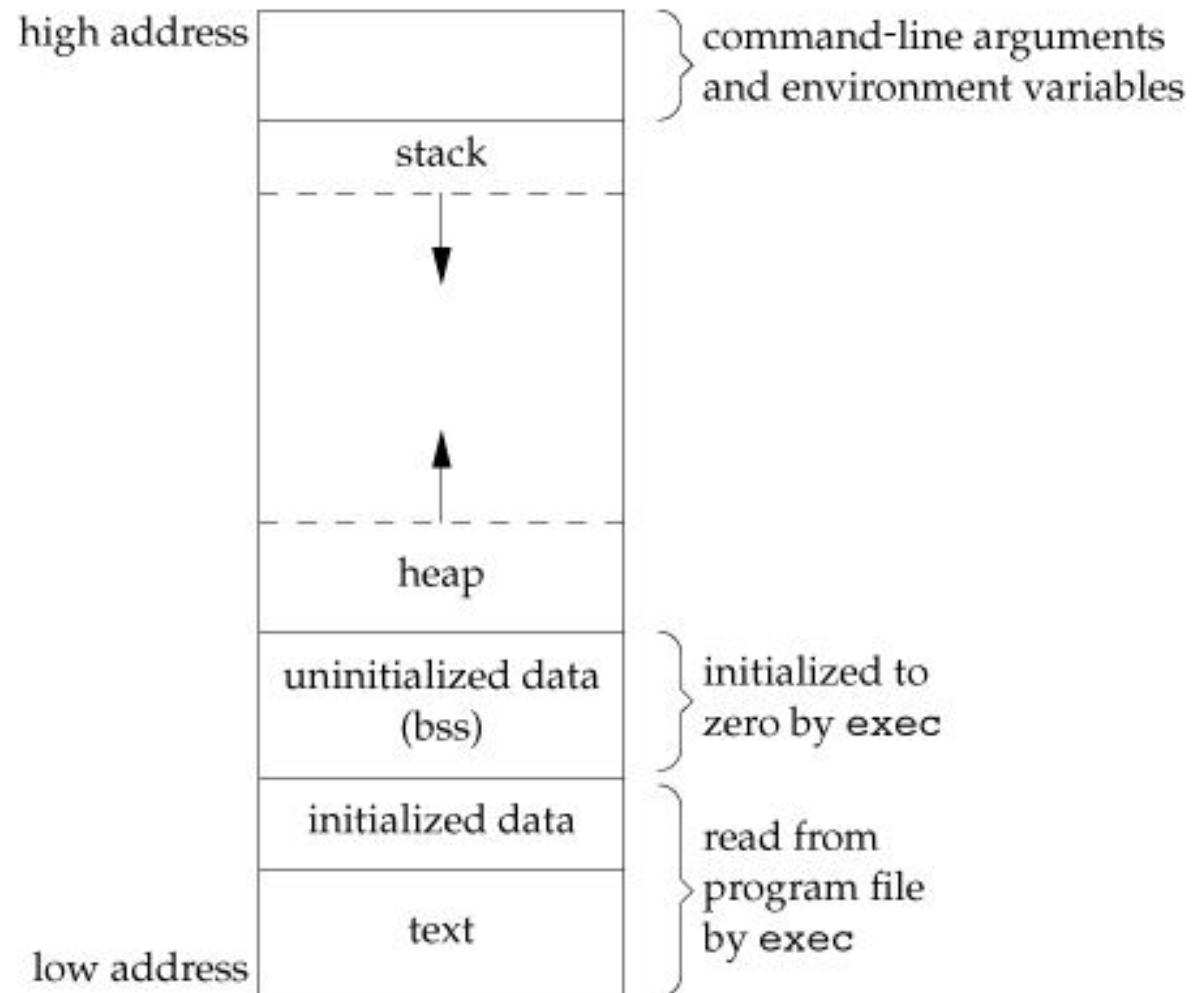 high address
command-line arguments
and environment variables
stack
heap
uninitialized data
(bss)
initialized to
zero by exec
initialized data
read from
program file
by exec
text
low address